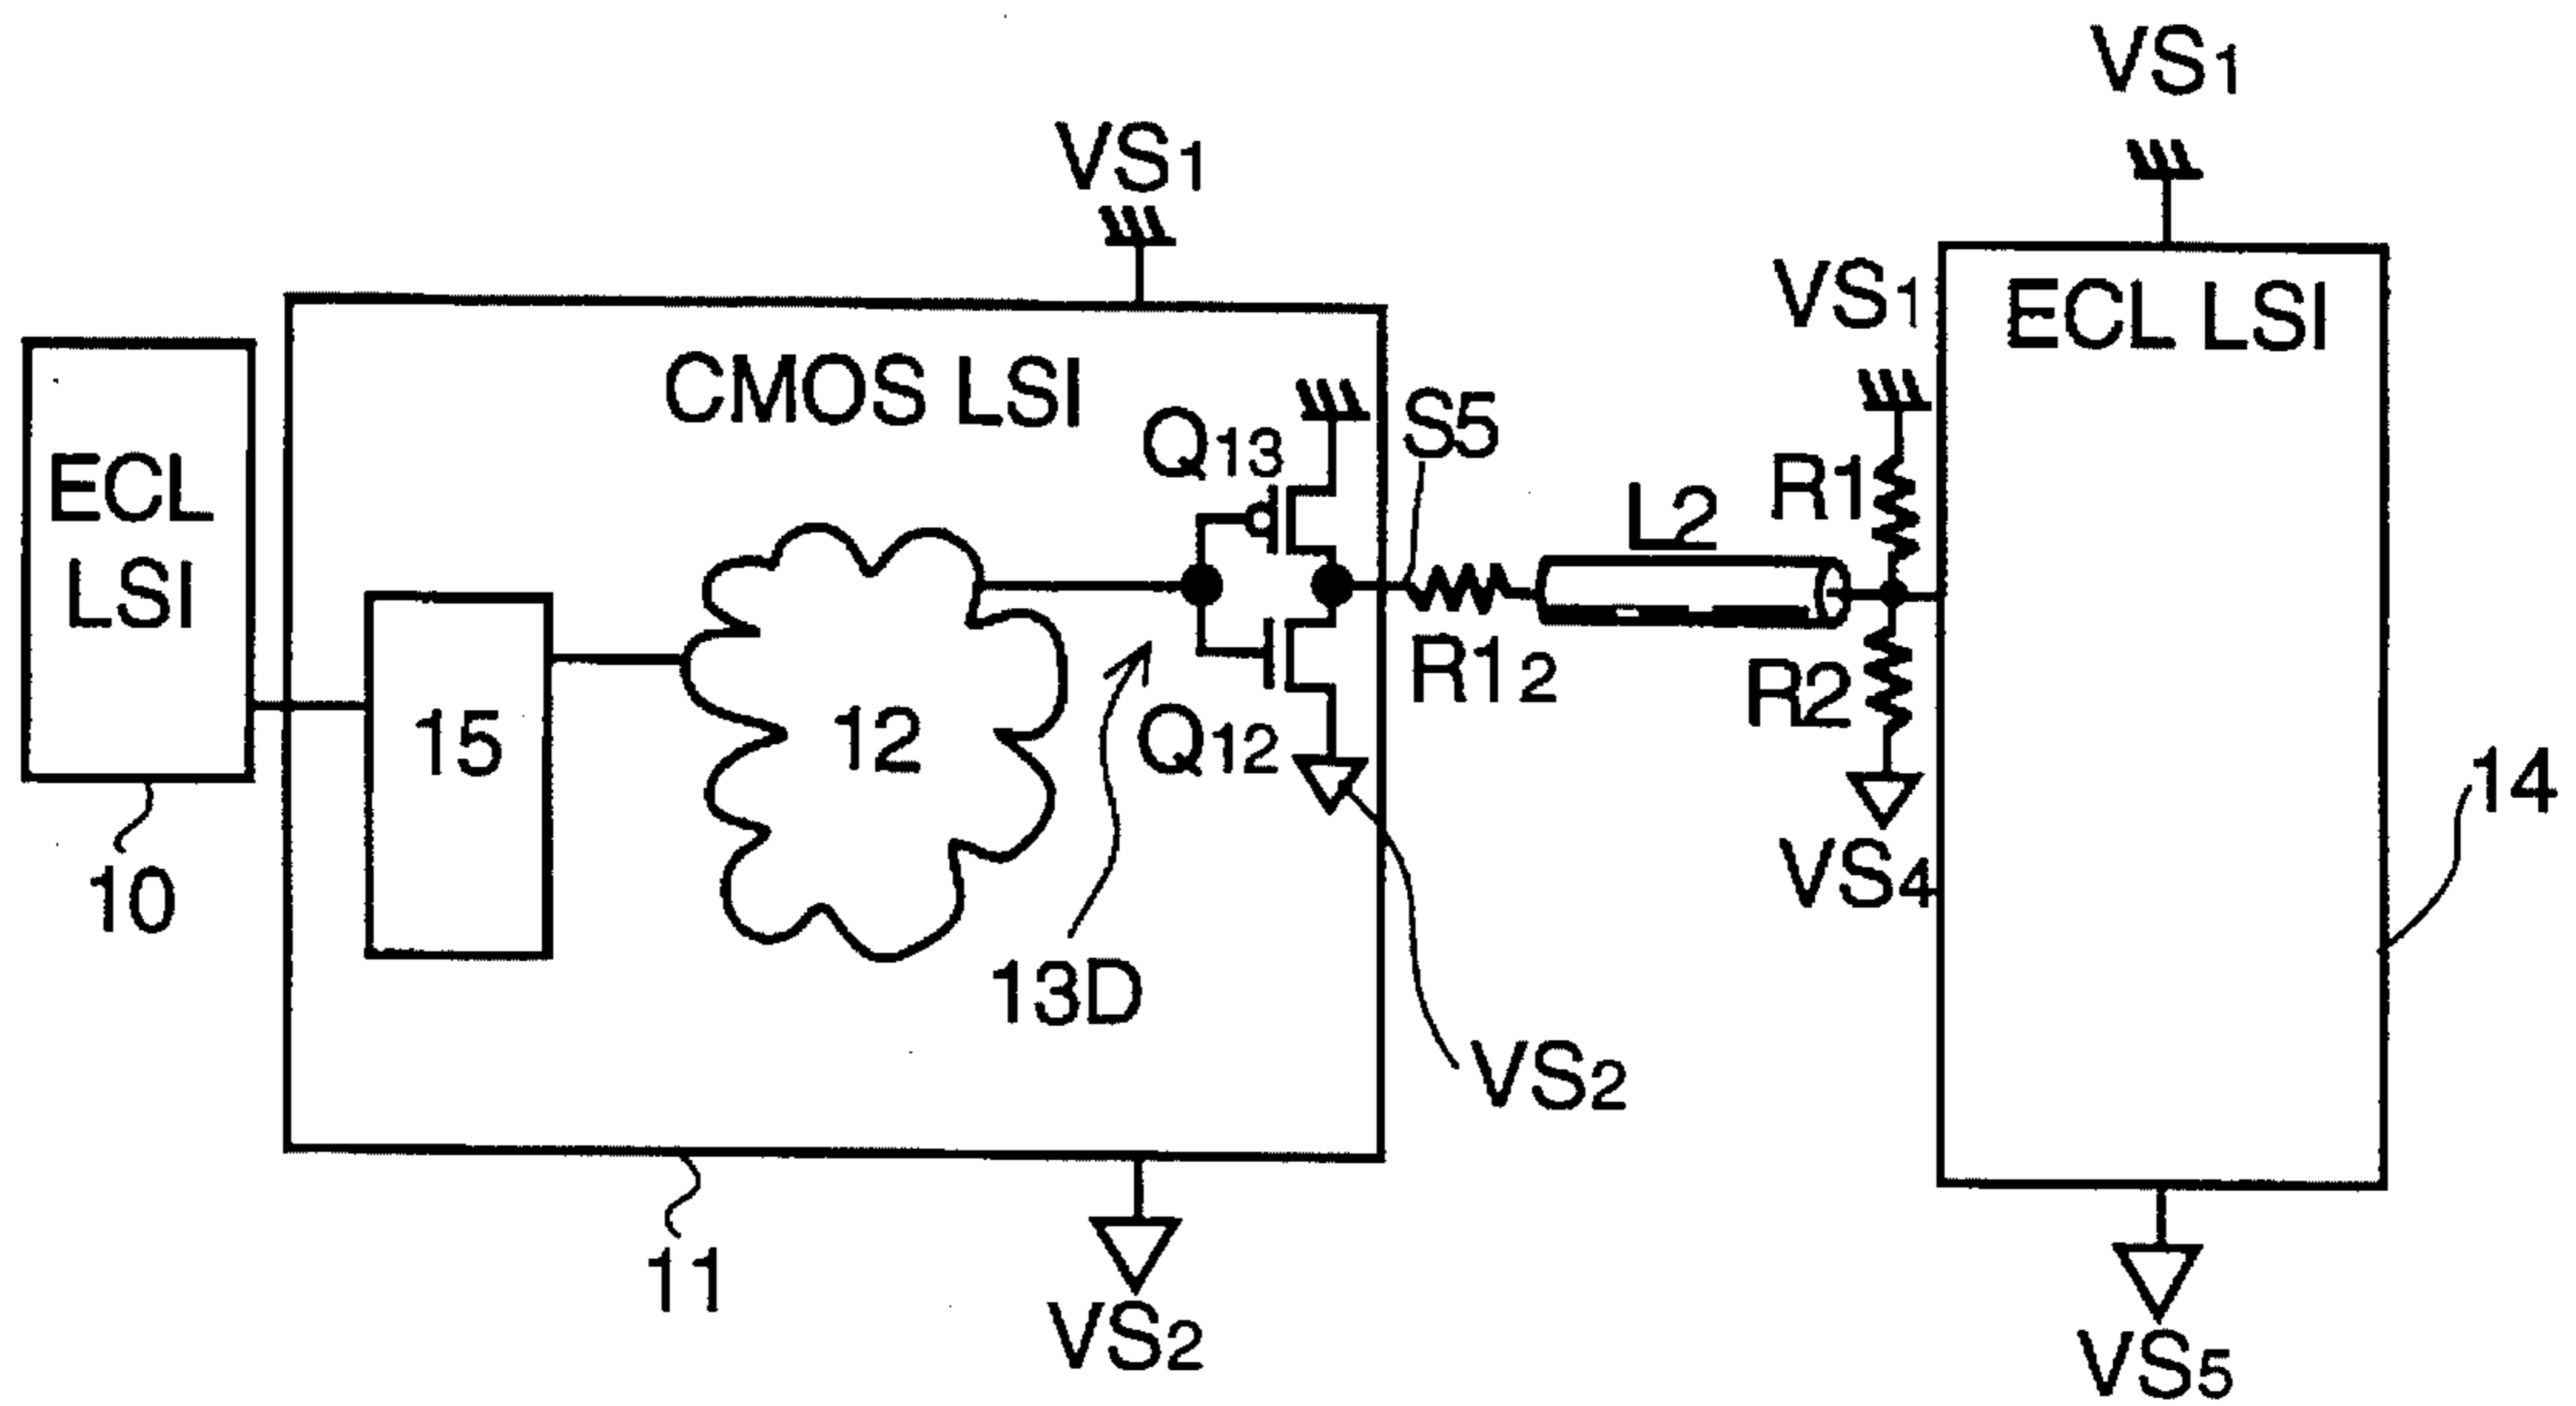 VS1
VS1
VS1
ECL LSI
CMOS LSI
ECL
LSI
Q13
S5
L2
R1
R12
R2
15
12
Q12
14
10
VS4
13D
VS2
11
VS2
VS5